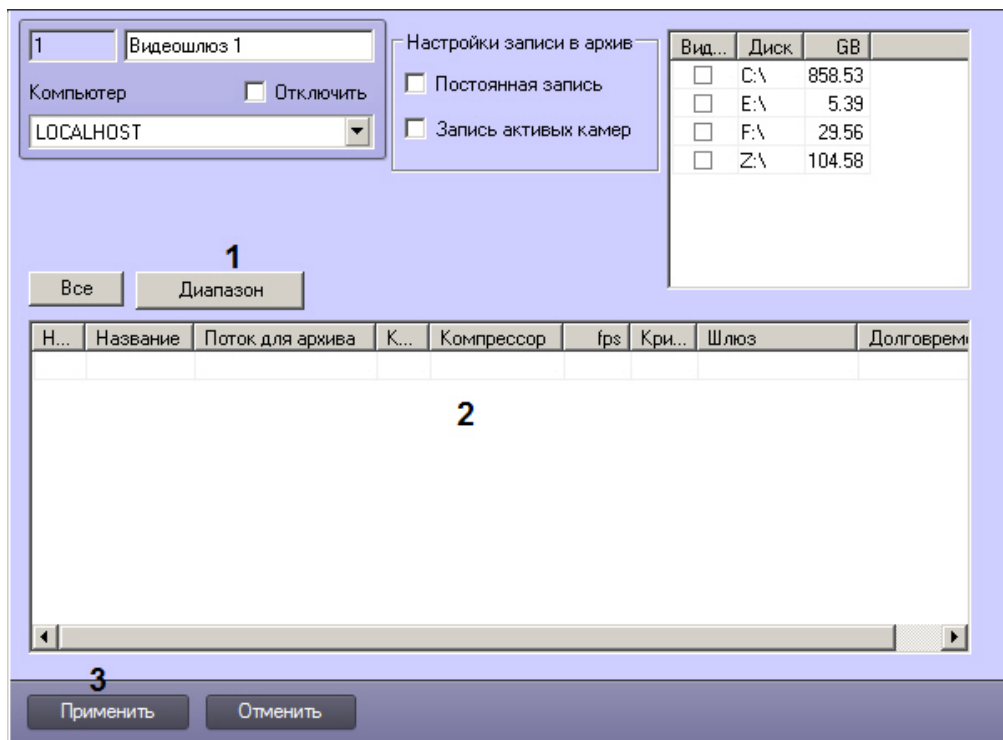 1 Видеошлюз 1
Компьютер Отключить
LOCALHOST
Настройки записи в архив
Постоянная запись
Запись активных камер
Вид... Диск GB
C:\ 858.53
E:\ 5.39
F:\ 29.56
Z:\ 104.58
1
Все Диапазон
Н... Название Поток для архива К... Компрессор fps Кри... Шлюз Долговреме
2
3
Применить Отменить